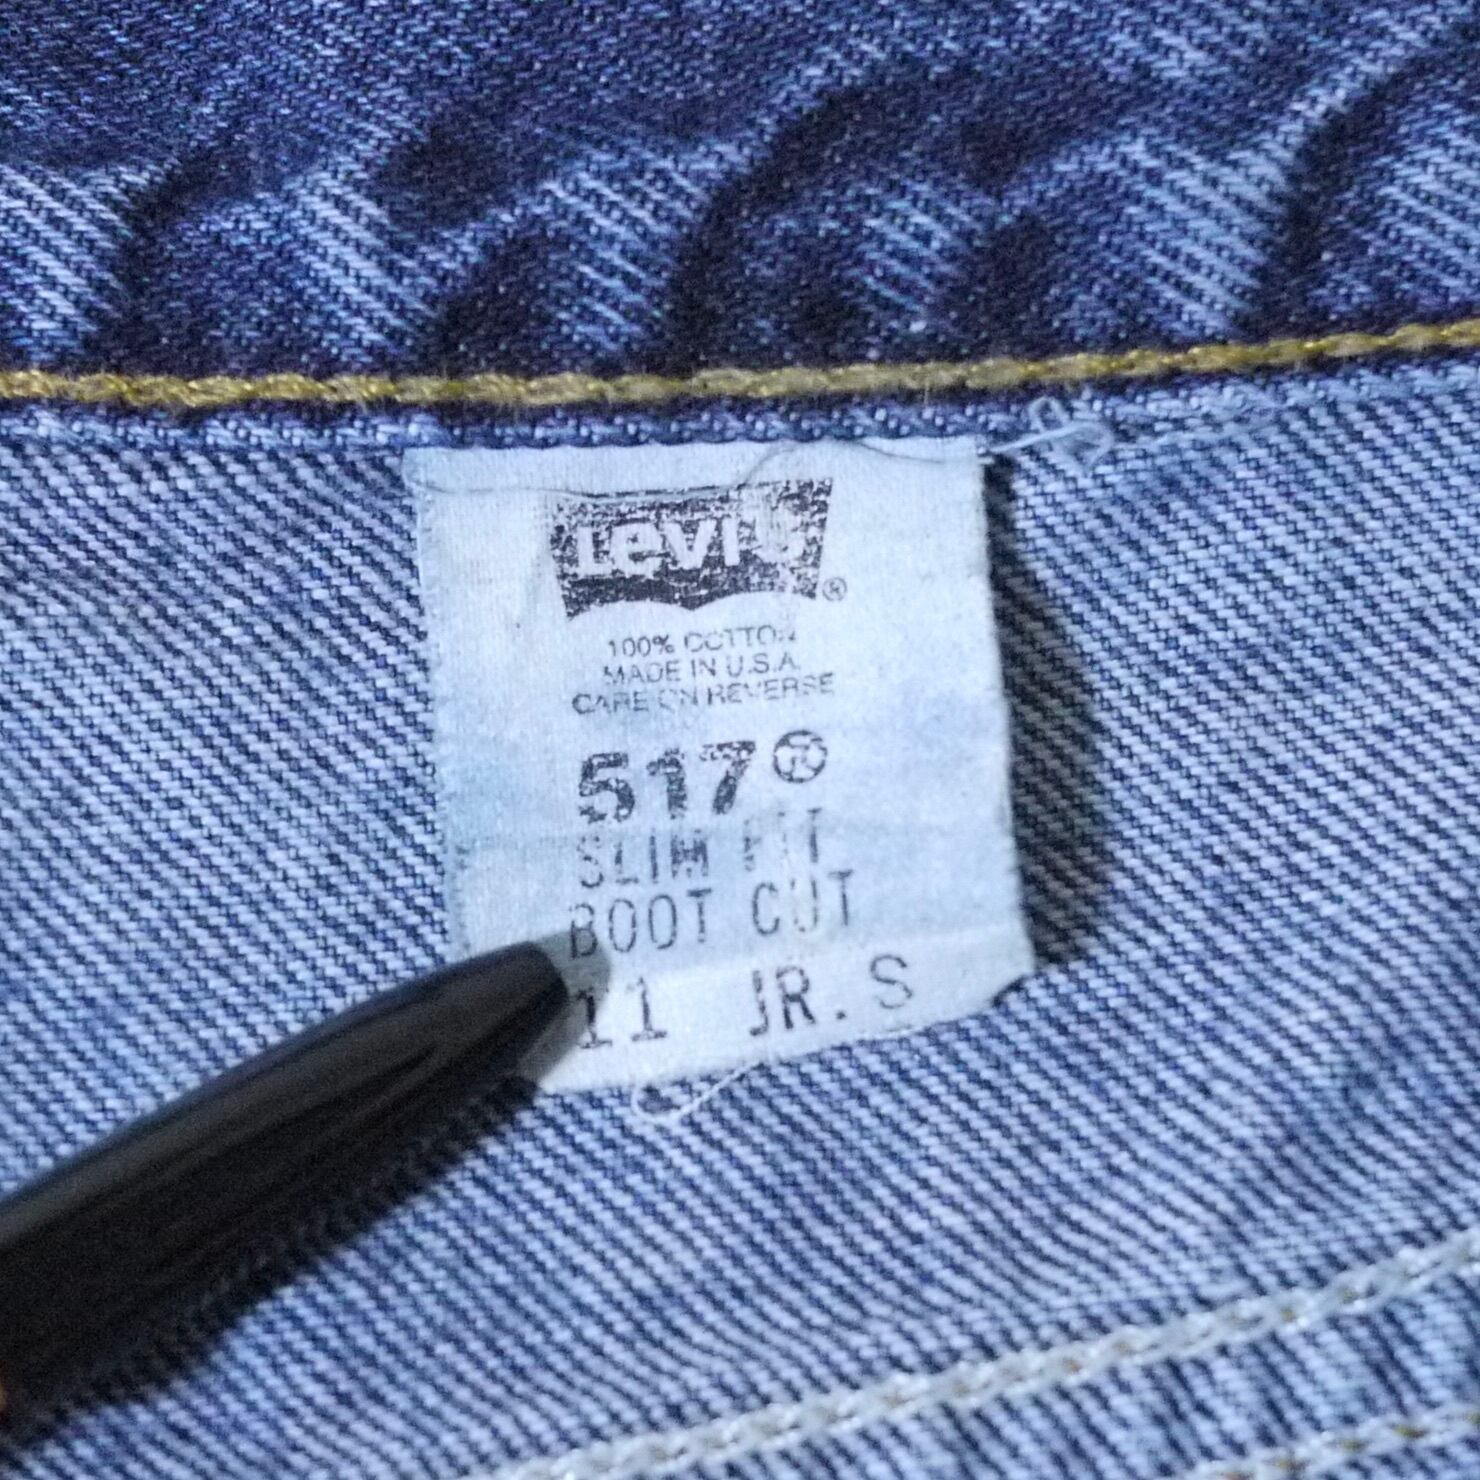 Levi's
®
100% COTTON
MADE IN U.S.A.
CARE ON REVERSE
517®
SLIM FIT
BOOT CUT
11 JR. S